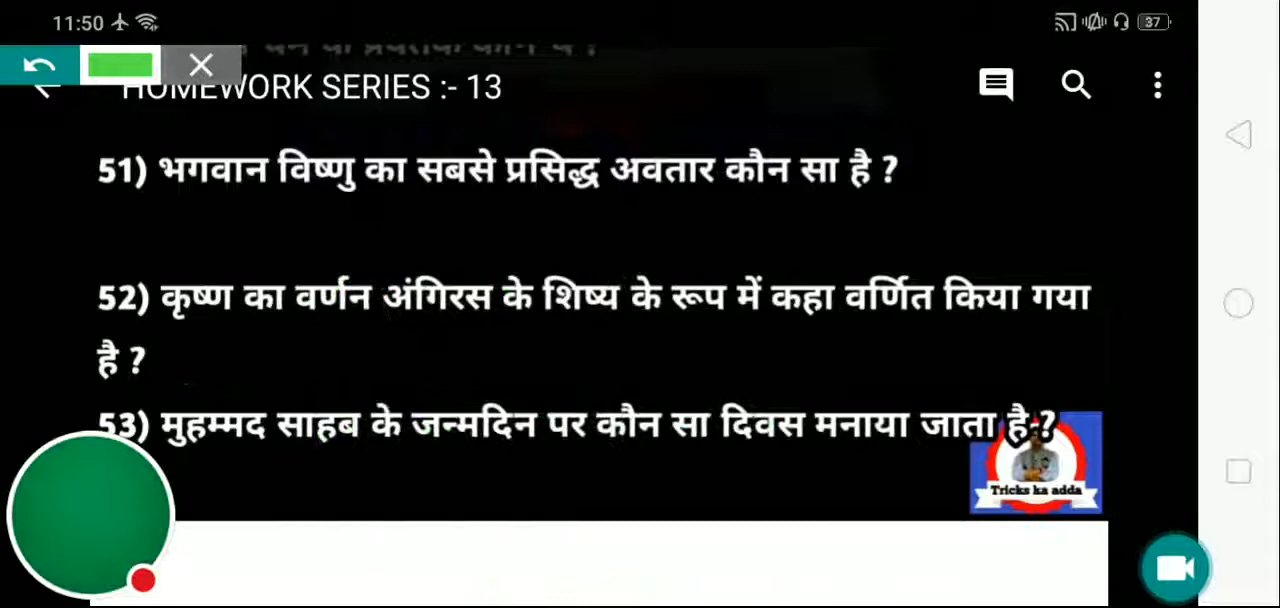 11:50
37
HOMEWORK SERIES :- 13
51) भगवान विष्णु का सबसे प्रसिद्ध अवतार कौन सा है ?
52) कृष्ण का वर्णन अंगिरस के शिष्य के रूप में कहा वर्णित किया गया
है ?
53) मुहम्मद साहब के जन्मदिन पर कौन सा दिवस मनाया जाता है ?
Tricks ka adda